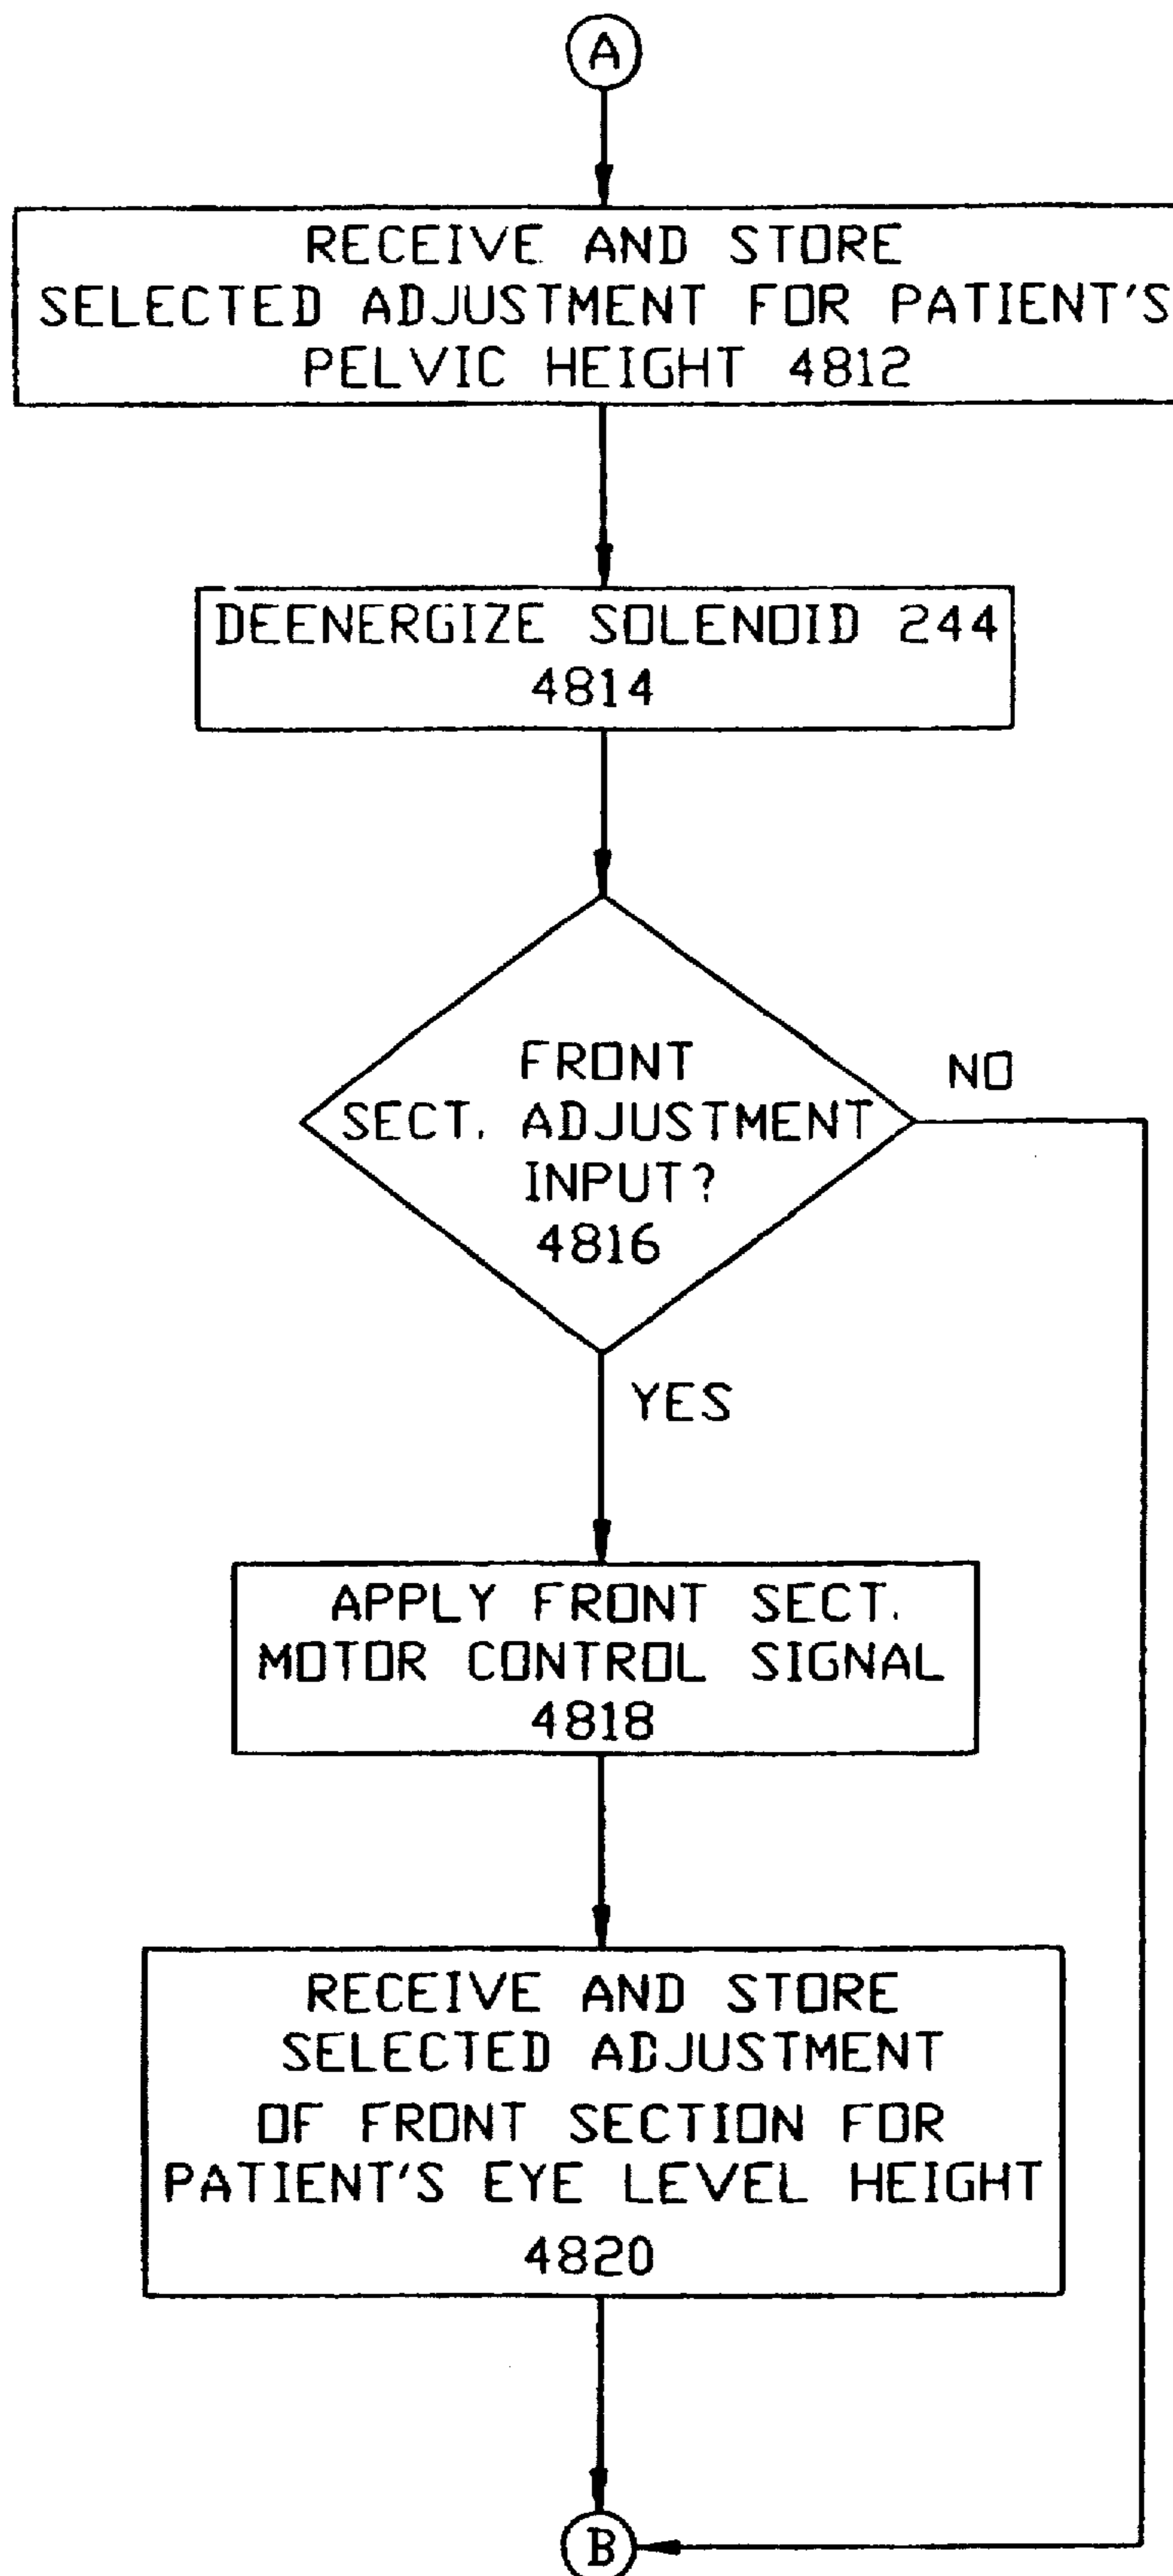 A
RECEIVE AND STORE
SELECTED ADJUSTMENT FOR PATIENT'S
PELVIC HEIGHT 4812
DEENERGIZE SOLENOID 244
4814
FRONT
SECT. ADJUSTMENT
INPUT?
4816
NO
YES
APPLY FRONT SECT.
MOTOR CONTROL SIGNAL
4818
RECEIVE AND STORE
SELECTED ADJUSTMENT
OF FRONT SECTION FOR
PATIENT'S EYE LEVEL HEIGHT
4820
B